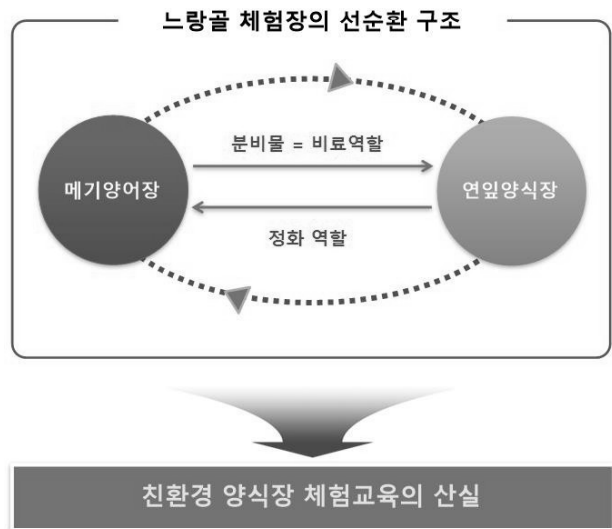 느랑골 체험장의 선순환 구조
분비물 = 비료역할
메기양어장
연잎양식장
정화 역할
친환경 양식장 체험교육의 산실